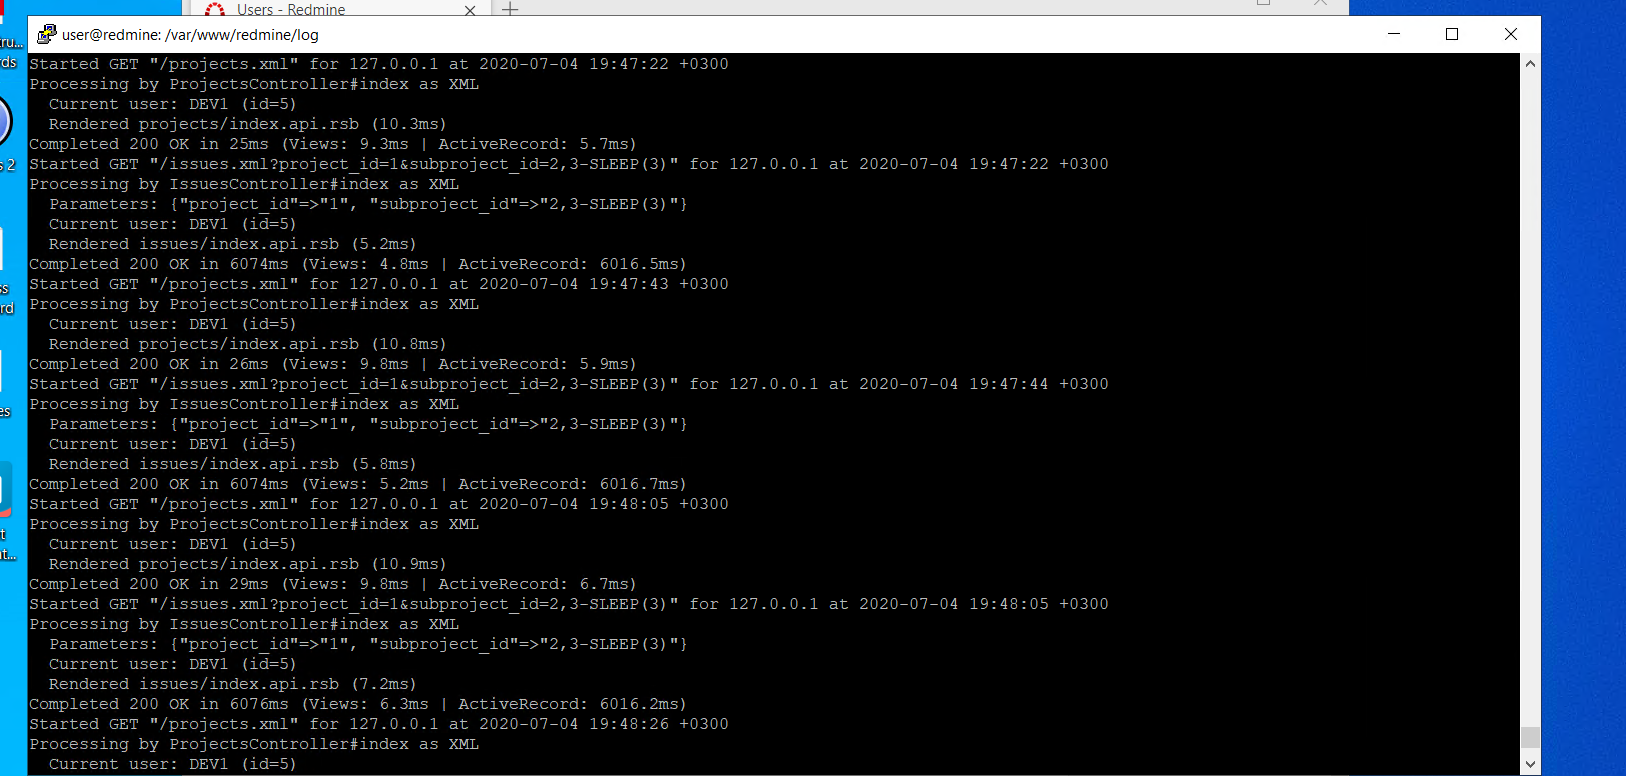 Users - Redmine
user@redmine: /var/www/redmine/log
Started GET "/projects.xml" for 127.0.0.1 at 2020-07-04 19:47:22 +0300
Processing by ProjectsController#index as XML
Current user: DEV1 (id=5)
Rendered projects/index.api.rsb (10.3ms)
Completed 200 OK in 25ms (Views: 9.3ms | ActiveRecord: 5.7ms)
Started GET "/issues.xml?project_id=1&subproject_id=2,3-SLEEP(3)" for 127.0.0.1 at 2020-07-04 19:47:22 +0300
Processing by IssuesController#index as XML
Parameters: {"project_id"=>"1", "subproject_id"=>"2,3-SLEEP(3)"}
Current user: DEV1 (id=5)
Rendered issues/index.api.rsb (5.2ms)
Completed 200 OK in 6074ms (Views: 4.8ms | ActiveRecord: 6016.5ms)
Started GET "/projects.xml" for 127.0.0.1 at 2020-07-04 19:47:43 +0300
Processing by ProjectsController#index as XML
Current user: DEV1 (id=5)
Rendered projects/index.api.rsb (10.8ms)
Completed 200 OK in 26ms (Views: 9.8ms | ActiveRecord: 5.9ms)
Started GET "/issues.xml?project_id=1&subproject_id=2,3-SLEEP(3)" for 127.0.0.1 at 2020-07-04 19:47:44 +0300
Processing by IssuesController#index as XML
Parameters: {"project_id"=>"1", "subproject_id"=>"2,3-SLEEP(3)"}
Current user: DEV1 (id=5)
Rendered issues/index.api.rsb (5.8ms)
Completed 200 OK in 6074ms (Views: 5.2ms | ActiveRecord: 6016.7ms)
Started GET "/projects.xml" for 127.0.0.1 at 2020-07-04 19:48:05 +0300
Processing by ProjectsController#index as XML
Current user: DEV1 (id=5)
Rendered projects/index.api.rsb (10.9ms)
Completed 200 OK in 29ms (Views: 9.8ms | ActiveRecord: 6.7ms)
Started GET "/issues.xml?project_id=1&subproject_id=2,3-SLEEP(3)" for 127.0.0.1 at 2020-07-04 19:48:05 +0300
Processing by IssuesController#index as XML
Parameters: {"project_id"=>"1", "subproject_id"=>"2,3-SLEEP(3)"}
Current user: DEV1 (id=5)
Rendered issues/index.api.rsb (7.2ms)
Completed 200 OK in 6076ms (Views: 6.3ms | ActiveRecord: 6016.2ms)
Started GET "/projects.xml" for 127.0.0.1 at 2020-07-04 19:48:26 +0300
Processing by ProjectsController#index as XML
Current user: DEV1 (id=5)